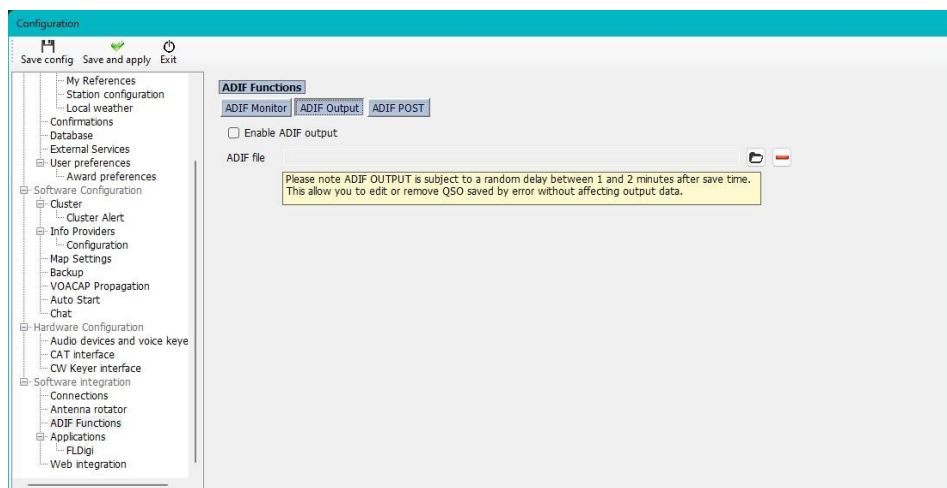 Configuration
Save config Save and apply Exit
My References
Station configuration
Local weather
Confirmations
Database
External Services
User preferences
Award preferences
Software Configuration
Cluster
Cluster Alert
Info Providers
Configuration
Map Settings
Backup
VOACAP Propagation
Auto Start
Chat
Hardware Configuration
Audio devices and voice keye
CAT interface
CW Keyer interface
Software integration
Connections
Antenna rotator
ADIF Functions
Applications
FLDigi
Web integration
ADIF Functions
ADIF Monitor ADIF Output ADIF POST
Enable ADIF output
ADIF file
Please note ADIF OUTPUT is subject to a random delay between 1 and 2 minutes after save time.
This allow you to edit or remove QSO saved by error without affecting output data.